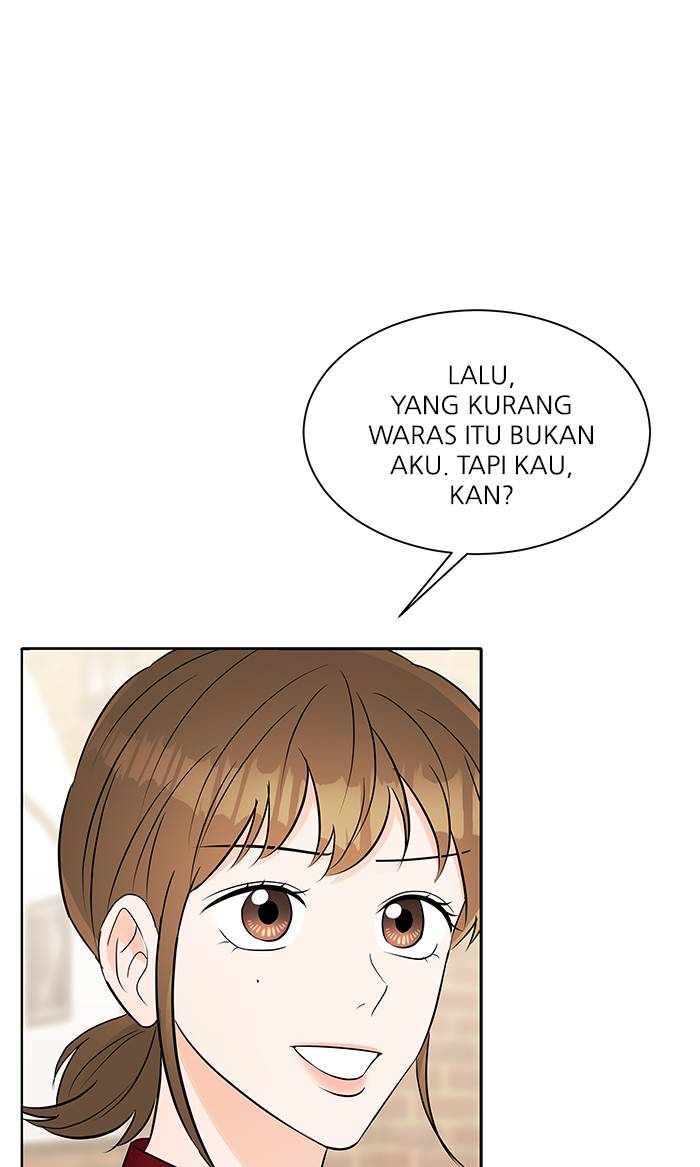 LALU,
YANG KURANG
WARAS ITU BUKAN
AKU. TAPI KAU,
KAN?